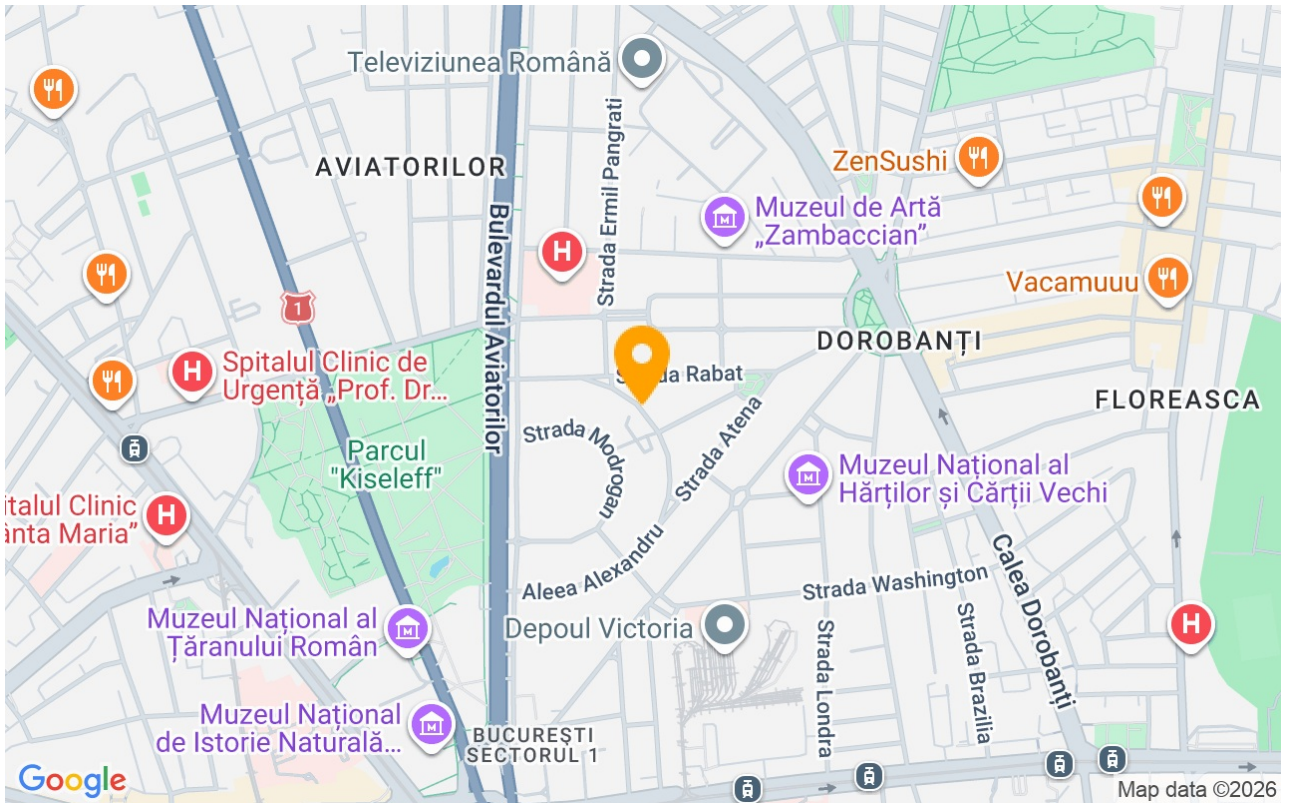 Televiziunea Română
Strada Ermil Pangrati
AVIATORILOR
ZenSushi
Muzeul de Artă
„Zambaccian”
Bulevardul Aviatorilor
H
Vacamuuu
1
DOROBANȚI
H
Spitalul Clinic de
Urgență „Prof. Dr...
Rabat
FLOREASCA
Strada Modrogan
Strada Atena
Parcul
"Kiseleff"
Muzeul Național al
Hărților și Cărții Vechi
H
Aleea Alexandru
Calea Dorobanți
Strada Washington
Muzeul Național al
Țăranului Român
Depoul Victoria
H
Strada Londra
Strada Brazilia
Muzeul Național
de Istorie Naturală...
BUCUREȘTI
SECTORUL 1
Google
Map data ©2026